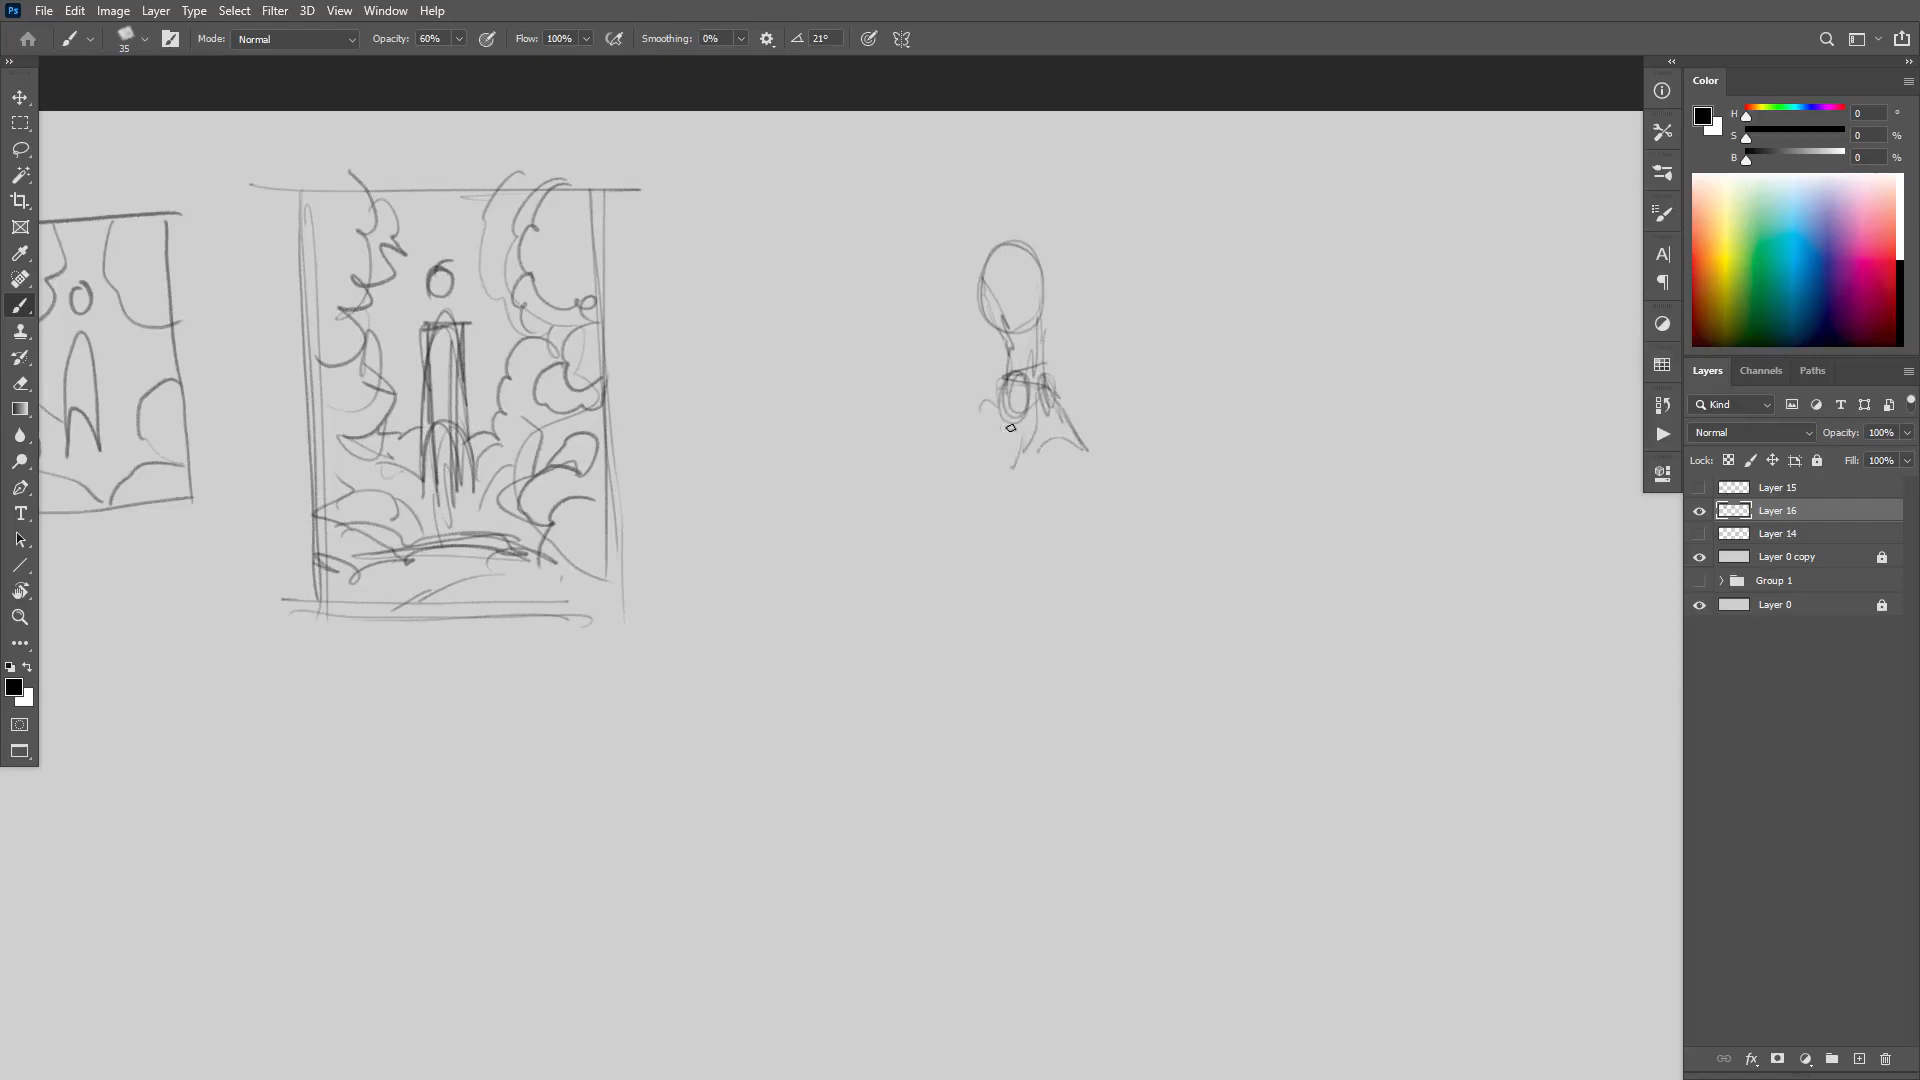 Ps File Edit Image Layer Type Select Filter 3D View Window Help
35 Mode: Normal Opacity: 60% Flow: 100% Smoothing: 0% 21°
Color
H 0 °
S 0 %
B 0 %
Layers Channels Paths
Kind
Normal Opacity: 100%
Lock: Fill: 100%
Layer 15
Layer 16
Layer 14
Layer 0 copy
Group 1
Layer 0